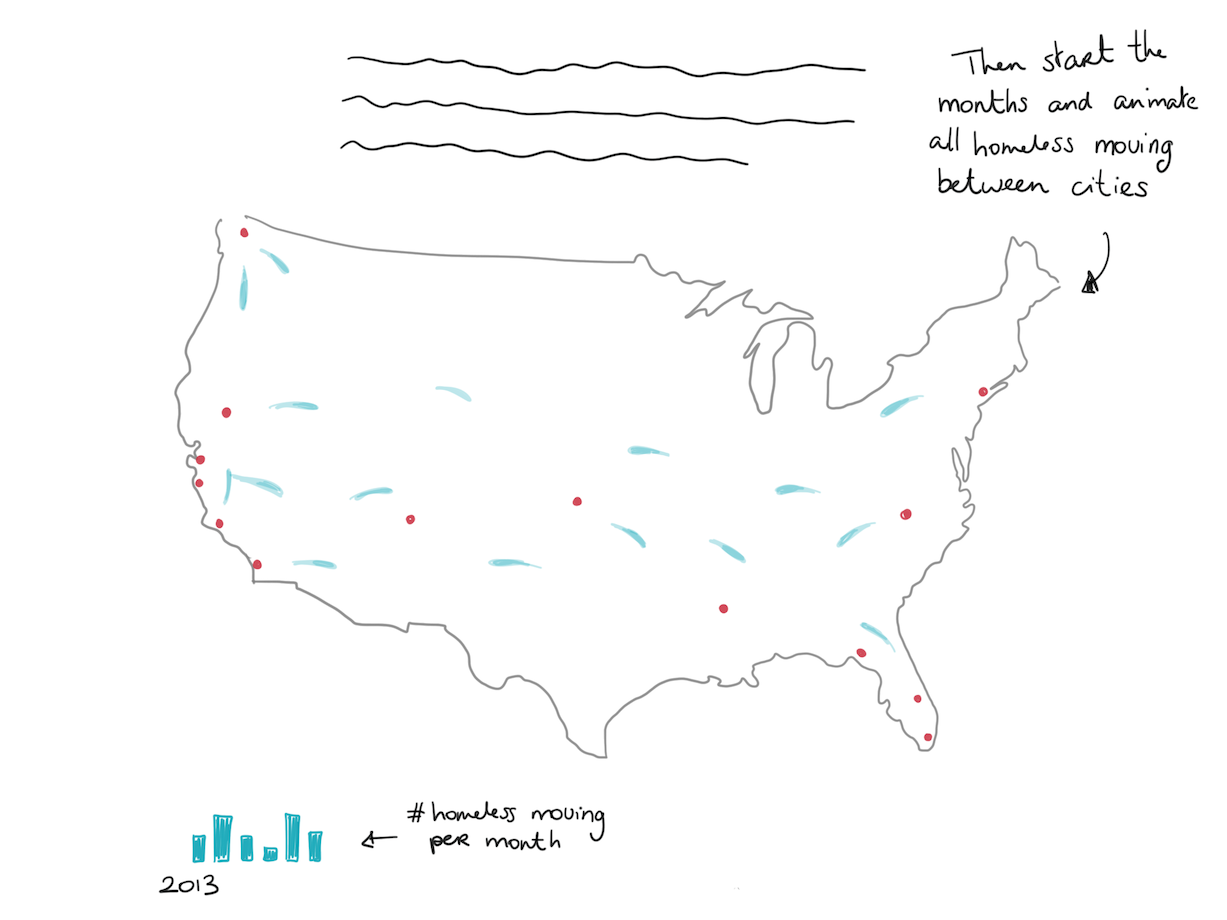 Then start the
months and animate
all homeless moving
between cities
# homeless moving
per month
2013